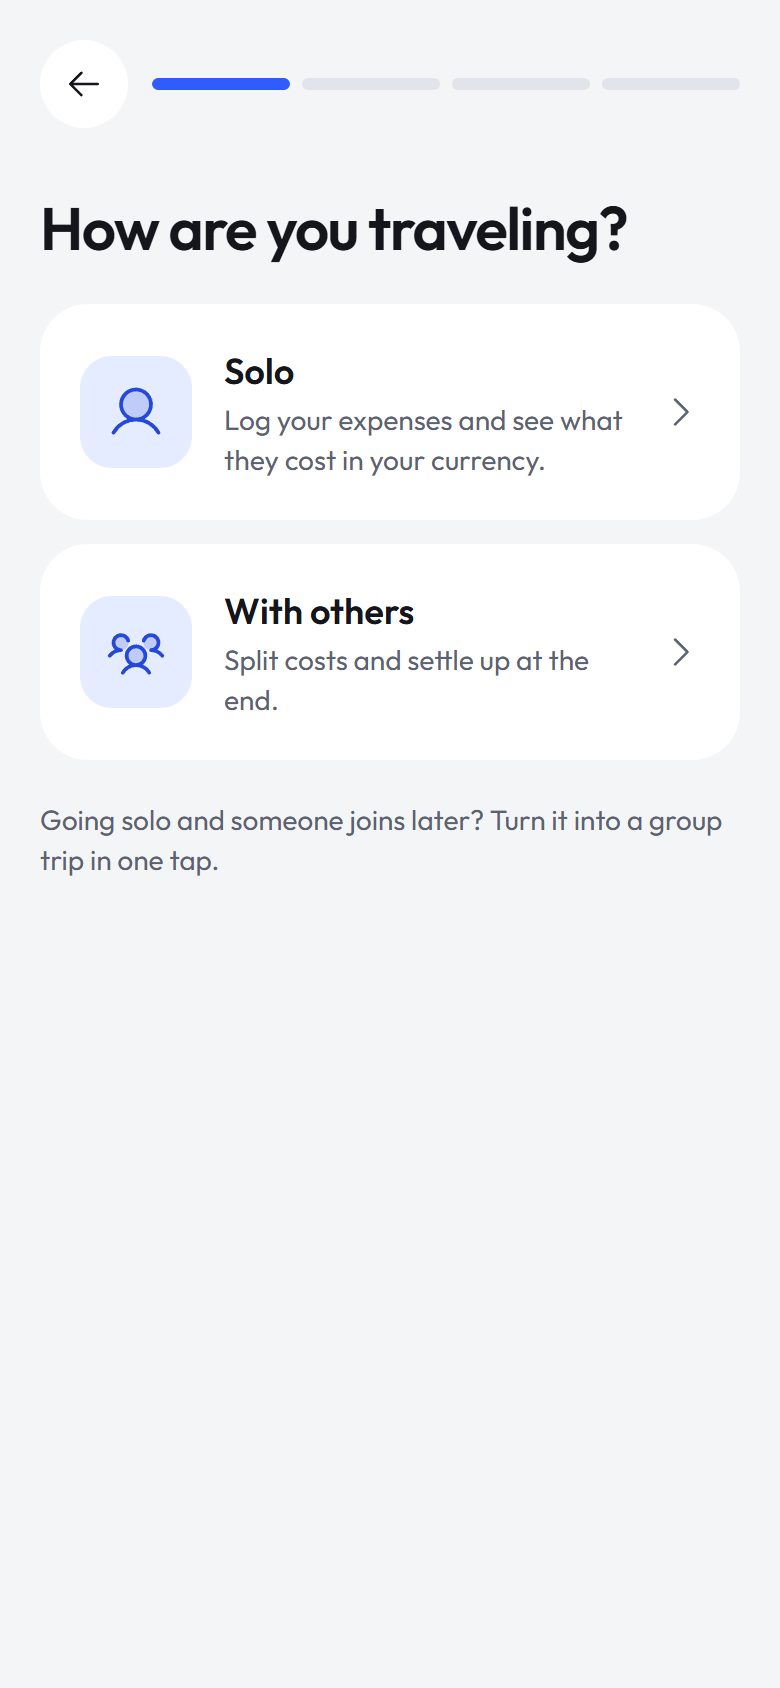 How are you traveling?
Solo
Log your expenses and see what
they cost in your currency.
With others
Split costs and settle up at the
end.
Going solo and someone joins later? Turn it into a group
trip in one tap.